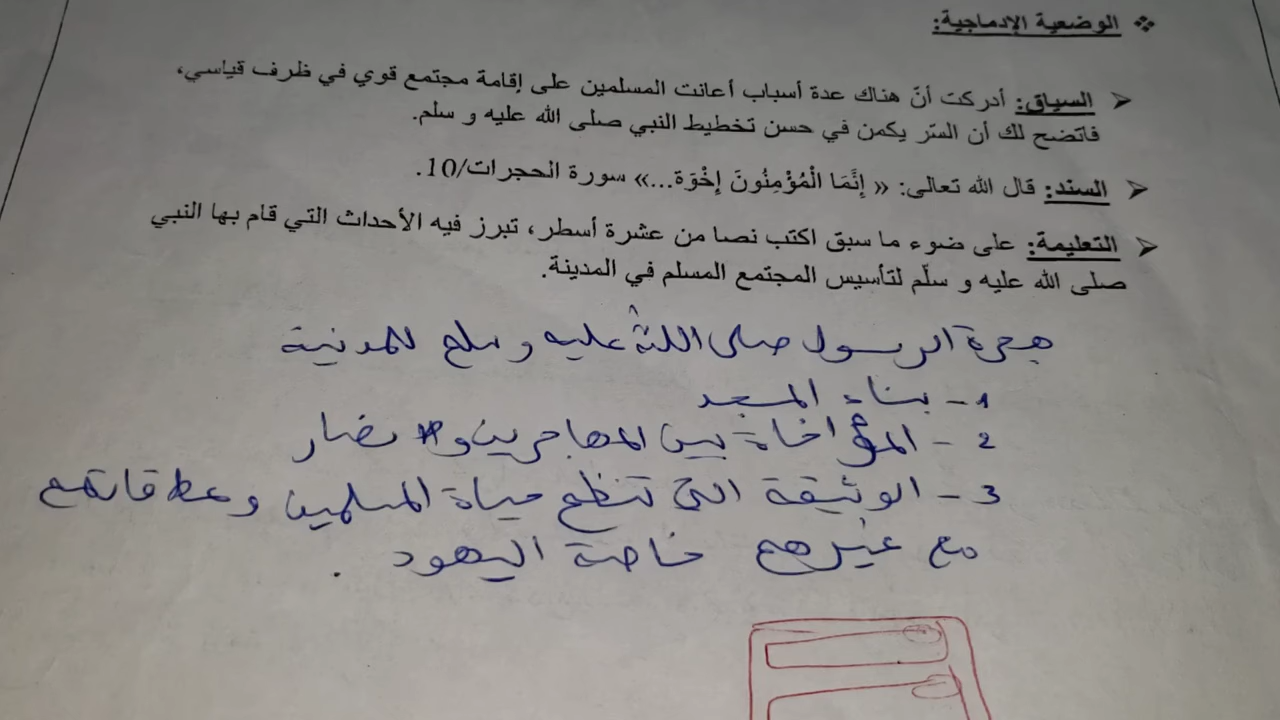 ❖ الوضعية الإدماجية:
➢ السياق: أدركت أنّ هناك عدة أسباب أعانت المسلمين على إقامة مجتمع قوي في ظرف قياسي،
فاتضح لك أن السّر يكمن في حسن تخطيط النبي صلى الله عليه و سلم.
➢ السند: قال الله تعالى: « إِنَّمَا الْمُؤْمِنُونَ إِخْوَة...» سورة الحجرات/10.
➢ التعليمة: على ضوء ما سبق اكتب نصا من عشرة أسطر، تبرز فيه الأحداث التي قام بها النبي
صلى الله عليه و سلّم لتأسيس المجتمع المسلم في المدينة.
هجرة الرسول صلى الله عليه وسلم للمدينة
1- بناء المسجد
2- المؤاخاة بين المهاجرين والأنصار
3- الوثيقة التي تنظم حياة المسلمين وعلاقاتهم
مع غيرهم خاصة اليهود .